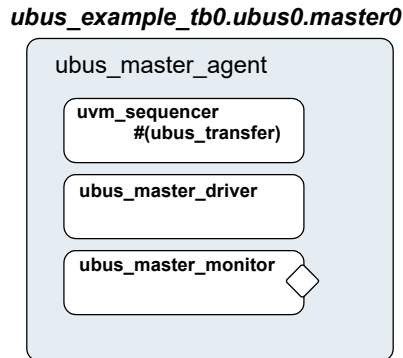 ubus_example_tb0.ubus0.master0
ubus_master_agent
uvm_sequencer
#(ubus_transfer)
ubus_master_driver
ubus_master_monitor